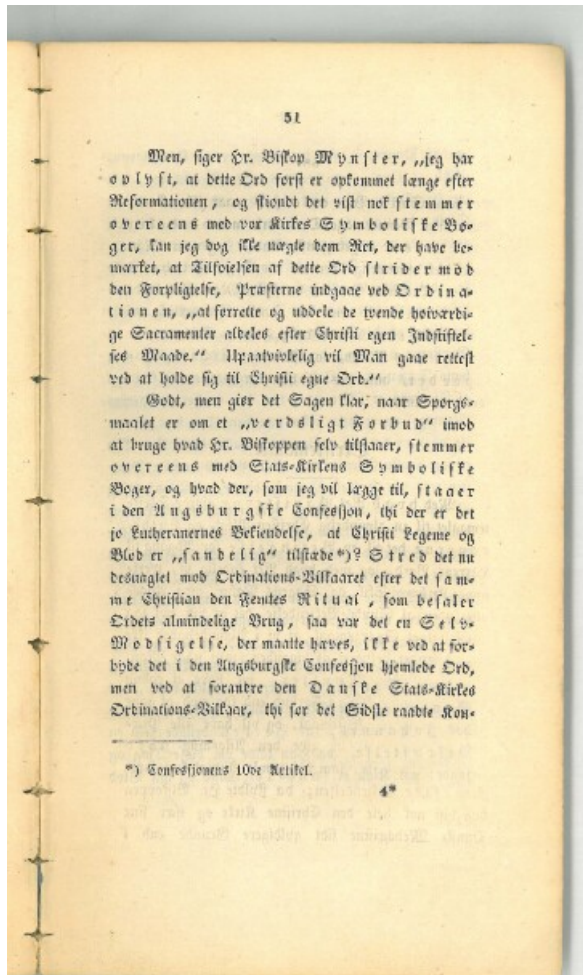 51
Men, siger Hr. Biskop Mynster, „jeg har
oplyst, at dette Ord først er opkommet længe efter
Reformationen, og skiøndt det vist nok stemmer
overeens med vor Kirkes Symboliske Bø-
ger, kan jeg dog ikke nægte dem Ret, der have be-
mærket, at Tilføielsen af dette Ord strider mod
den Forpligtelse, Præsterne indgaae ved Ordina-
tionen, „at forrette og uddele de tvende høiværdi-
ge Sacramenter aldeles efter Christi egen Indstiftel-
ses Maade.“ Upaatvivlelig vil Man gaae rettest
ved at holde sig til Christi egne Ord.“
Godt, men giør det Sagen klar, naar Spørgs-
maalet er om et „verdsligt Forbud“ imod
at bruge hvad Hr. Biskoppen selv tilstaaer, stemmer
overeens med Stats-Kirkens Symboliske
Bøger, og hvad der, som jeg vil lægge til, staaer
i den Augsburgske Confession, thi der er det
jo Lutheranernes Bekiendelse, at Christi Legeme og
Blod er „sandelig“ tilstæde*)? Stred det nu
desuagtet mod Ordinations-Vilkaaret efter det sam-
me Christian den Femtes Ritual, som befaler
Ordets almindelige Brug, saa var det en Selv-
Modsigelse, der maatte hæves, ikke ved at for-
byde det i den Augsburgske Confession hjemlede Ord,
men ved at forandre den Danske Stats-Kirkes
Ordinations-Vilkaar, thi for det Sidste raadte Kon-
*) Confessionens 10de Artikel.
4*